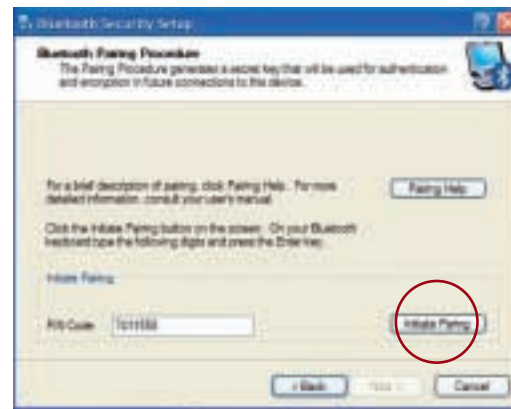 Bluetooth Security Setup
Bluetooth Pairing Procedure
The Pairing Procedure generates a secret key that will be used for authentication
and encryption in future connections to this device.
For a brief description of pairing, click Pairing Help. For more
detailed information, consult your user's manual.
Pairing Help
Click the Initiate Pairing button on the screen. On your Bluetooth
keyboard type the following digits and press the Enter key.
Initiate Pairing
PIN Code:
Initiate Pairing
< Back
Next >
Cancel